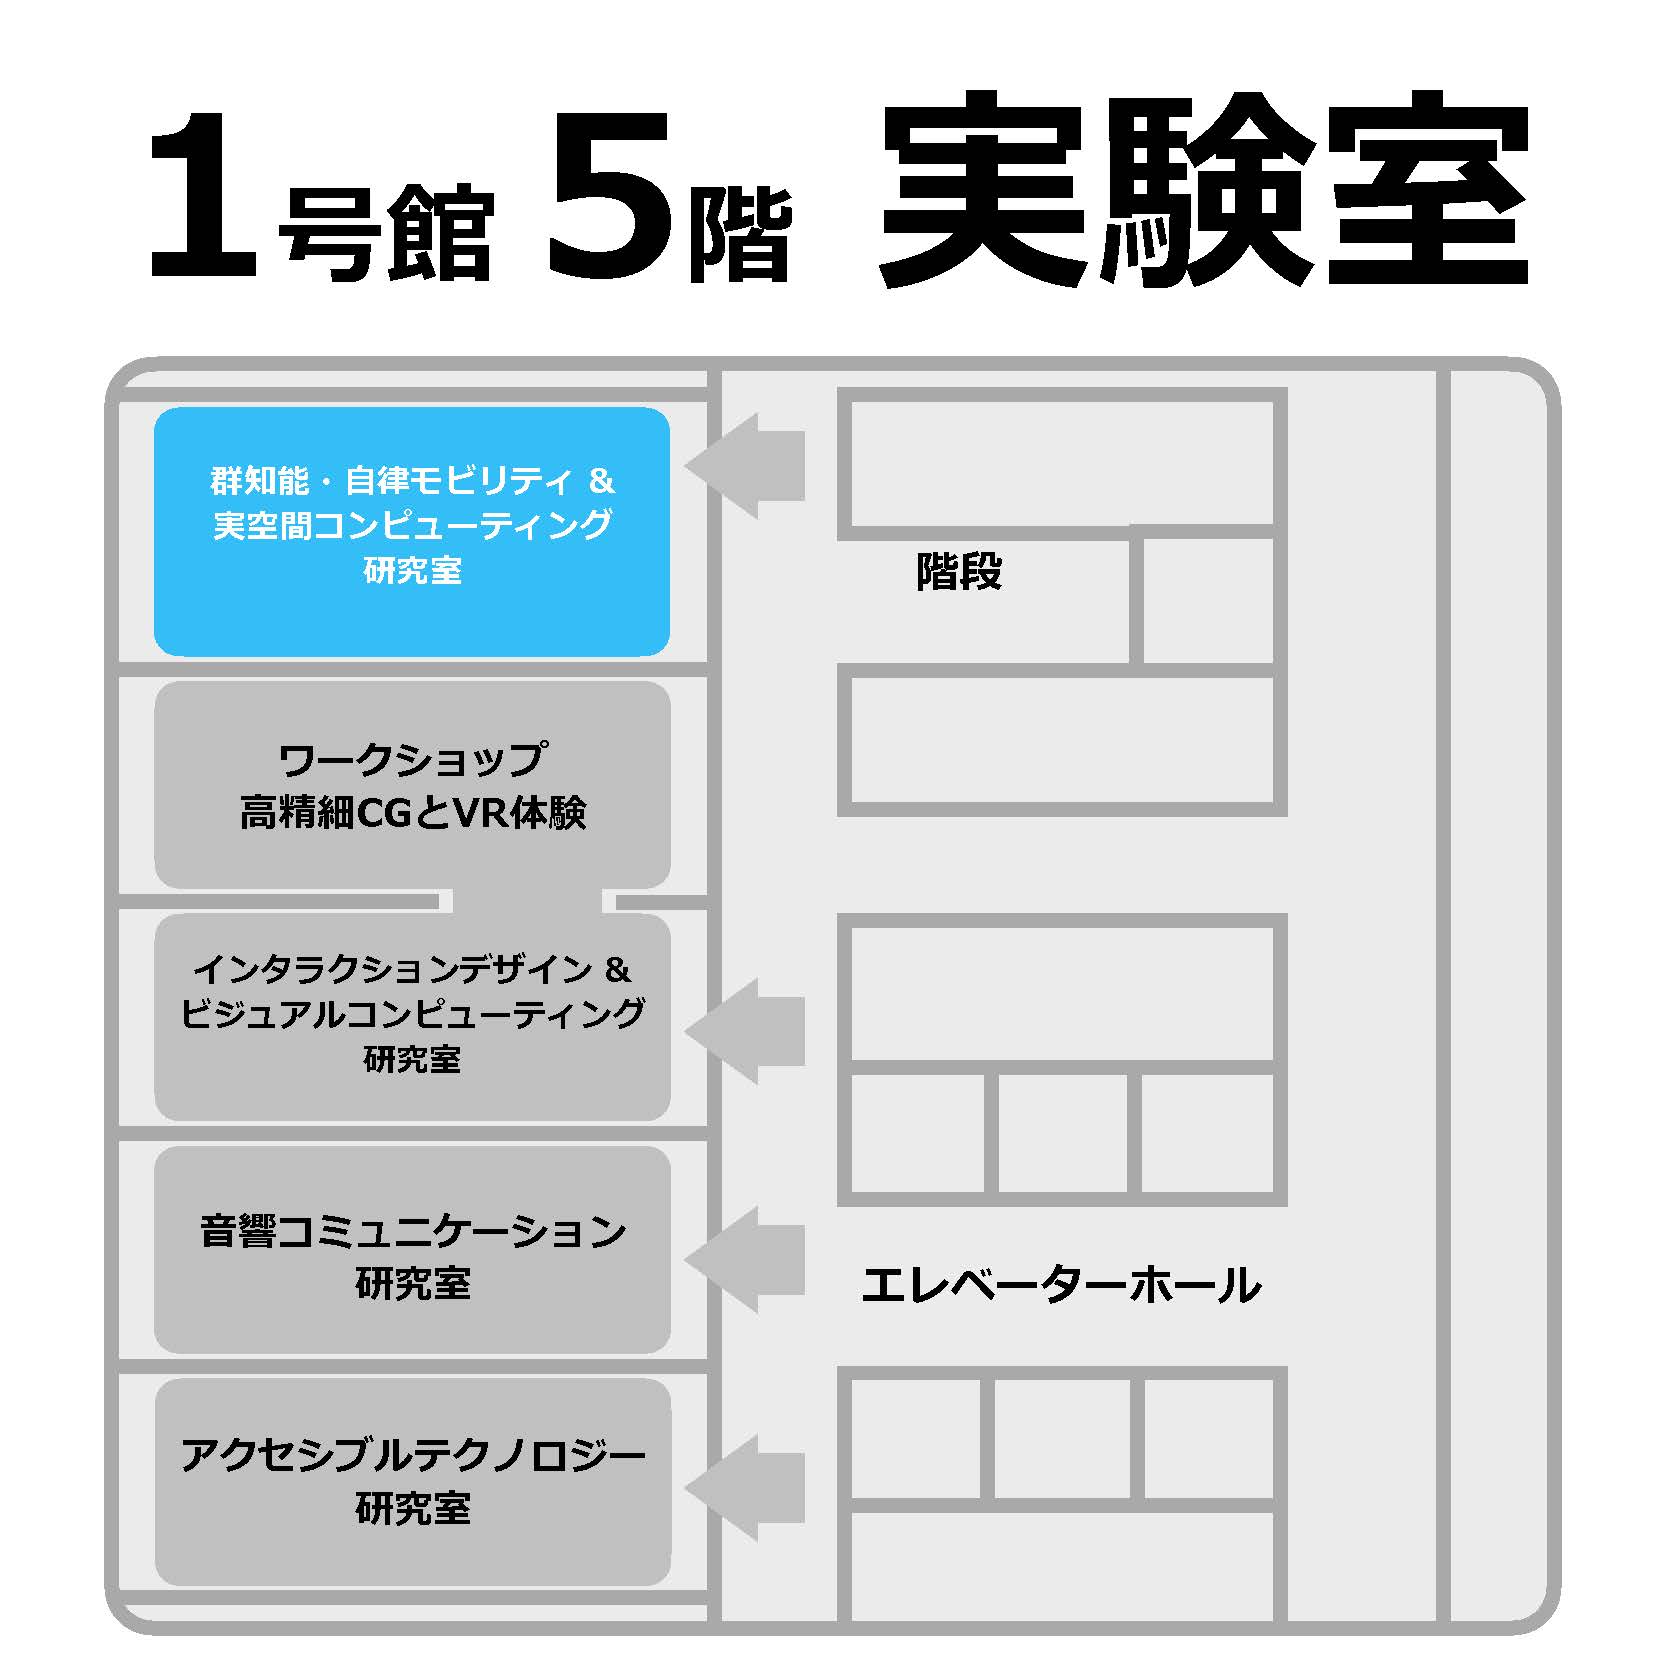 1号館 5階 実験室
群知能・自律モビリティ &
実空間コンピューティング
研究室
階段
ワークショップ
高精細CGとVR体験
インタラクションデザイン &
ビジュアルコンピューティング
研究室
音響コミュニケーション
研究室
エレベーターホール
アクセシブルテクノロジー
研究室